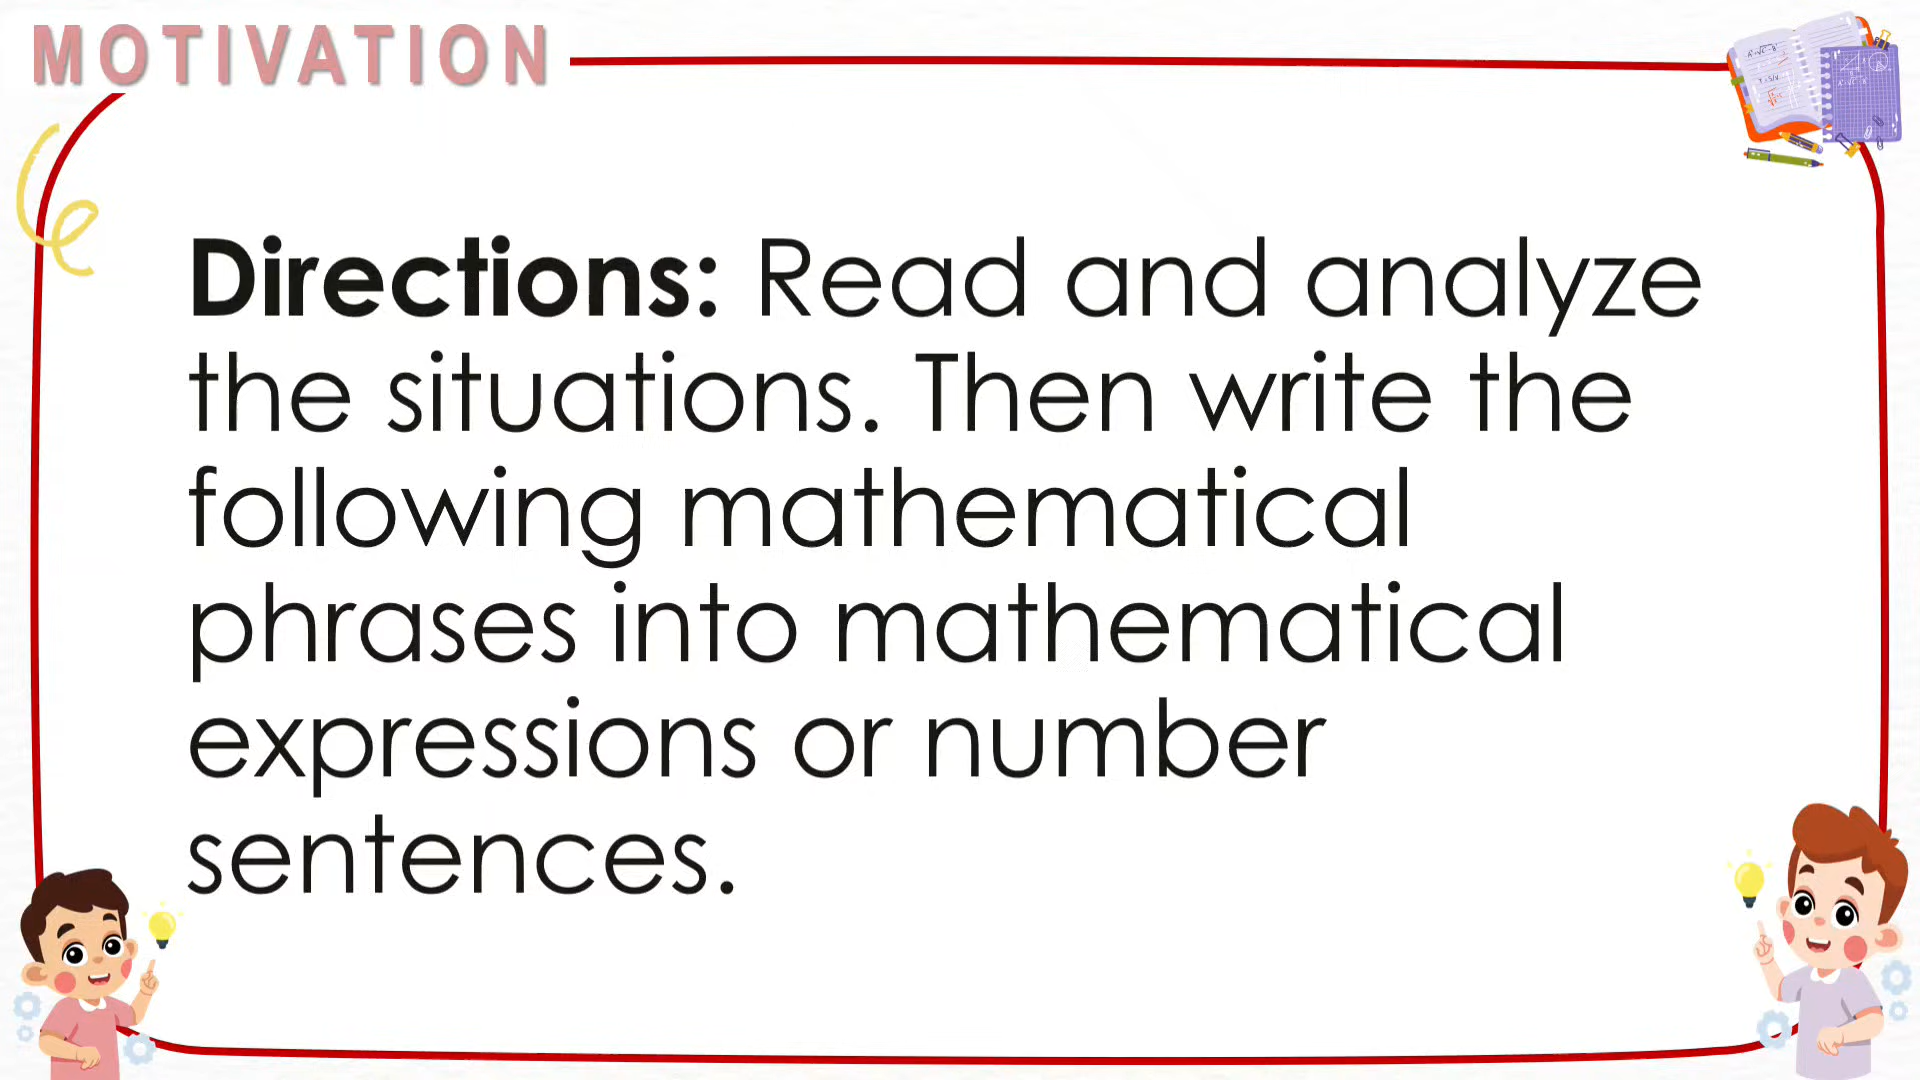 MOTIVATION
Directions: Read and analyze
the situations. Then write the
following mathematical
phrases into mathematical
expressions or number
sentences.